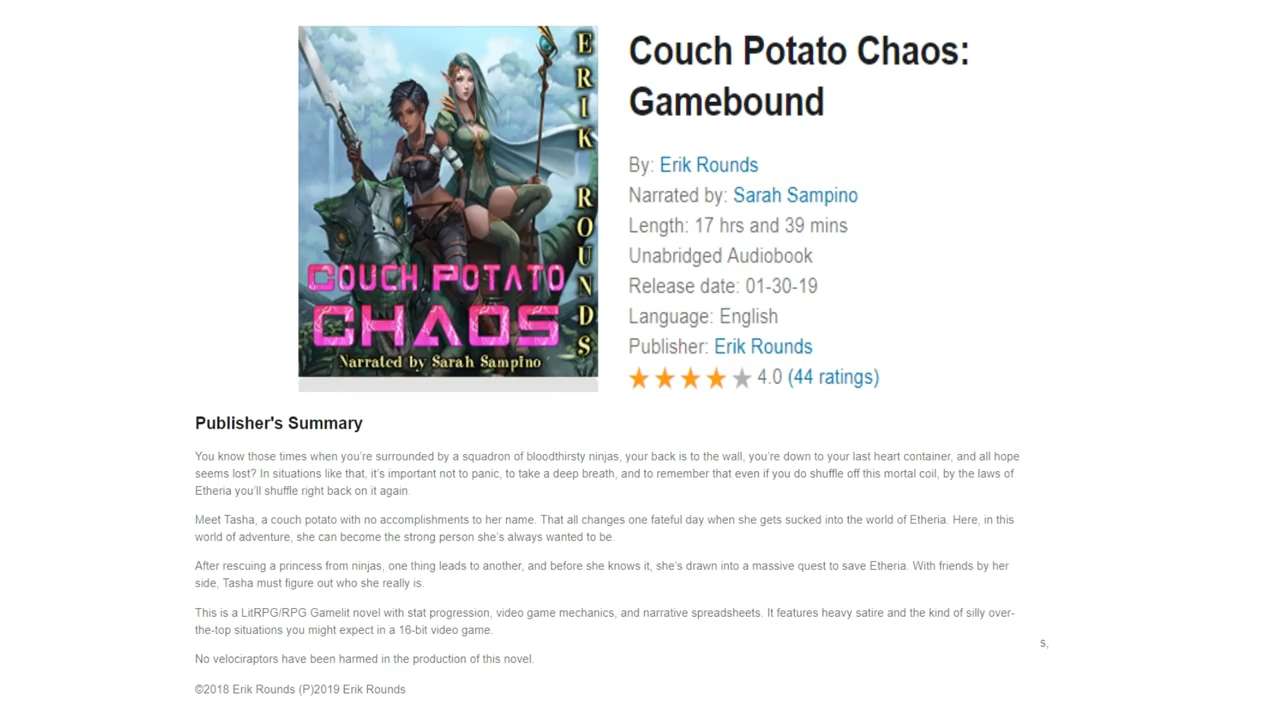 ERIK ROUNDS
COUCH POTATO
CHAOS
Narrated by Sarah Sampino
Couch Potato Chaos:
Gamebound
By: Erik Rounds
Narrated by: Sarah Sampino
Length: 17 hrs and 39 mins
Unabridged Audiobook
Release date: 01-30-19
Language: English
Publisher: Erik Rounds
4.0 (44 ratings)
Publisher's Summary
You know those times when you're surrounded by a squadron of bloodthirsty ninjas, your back is to the wall, you're down to your last heart container, and all hope
seems lost? In situations like that, it's important not to panic, to take a deep breath, and to remember that even if you do shuffle off this mortal coil, by the laws of
Etheria you'll shuffle right back on it again.
Meet Tasha, a couch potato with no accomplishments to her name. That all changes one fateful day when she gets sucked into the world of Etheria. Here, in this
world of adventure, she can become the strong person she's always wanted to be.
After rescuing a princess from ninjas, one thing leads to another, and before she knows it, she's drawn into a massive quest to save Etheria. With friends by her
side, Tasha must figure out who she really is.
This is a LitRPG/RPG Gamelit novel with stat progression, video game mechanics, and narrative spreadsheets. It features heavy satire and the kind of silly over-
the-top situations you might expect in a 16-bit video game.
s,
No velociraptors have been harmed in the production of this novel.
©2018 Erik Rounds (P)2019 Erik Rounds